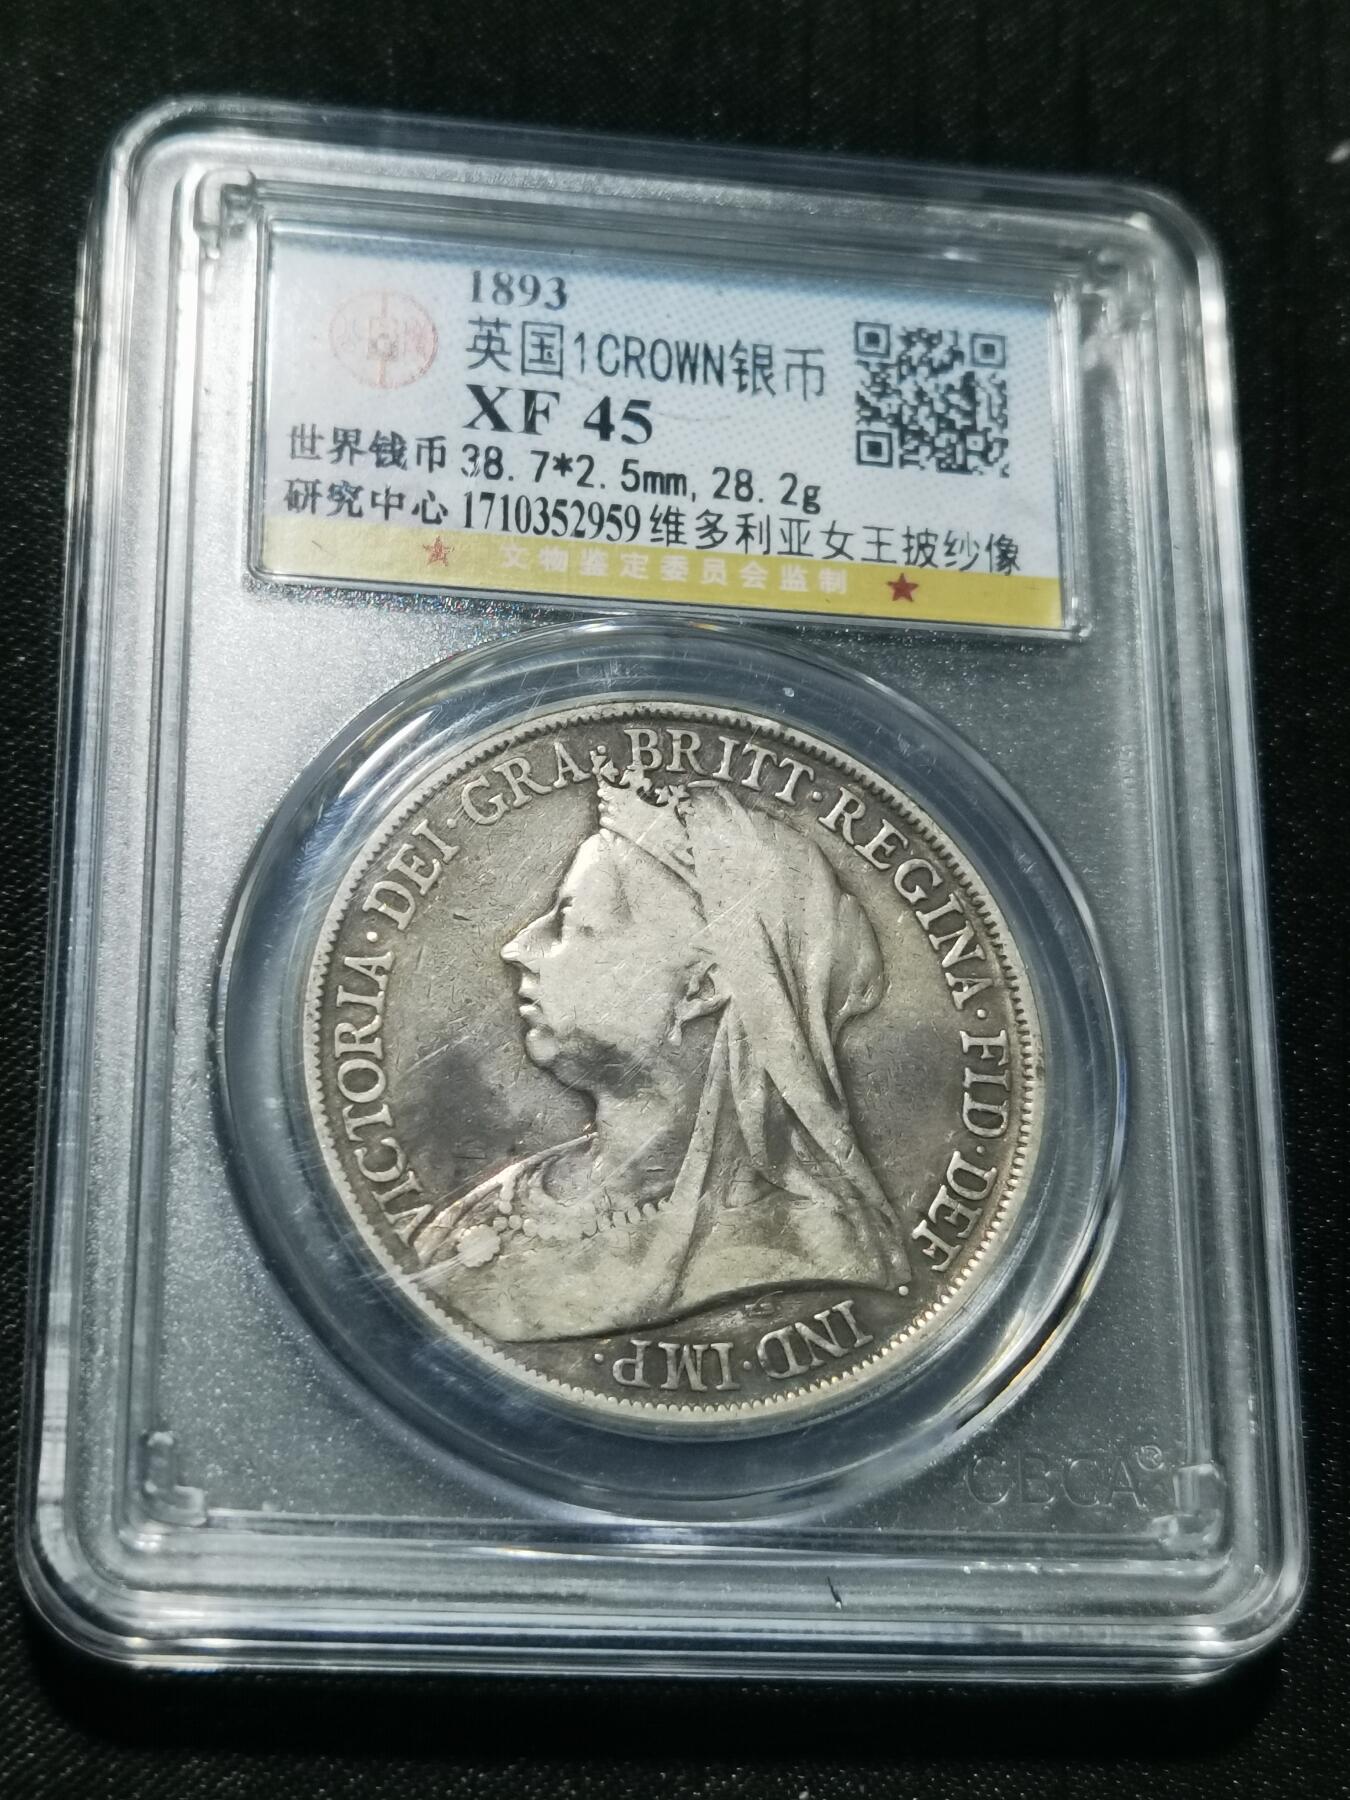 1893
英国1CROWN银币
XF 45
世界钱币 38.7*2.5mm, 28.2g
研究中心 1710352959 维多利亚女王披纱像
文物鉴定委员会监制
VICTORIA·DEI·GRA·BRITT·REGINA·FID·DEF·
IND·IMP·
GBCA®